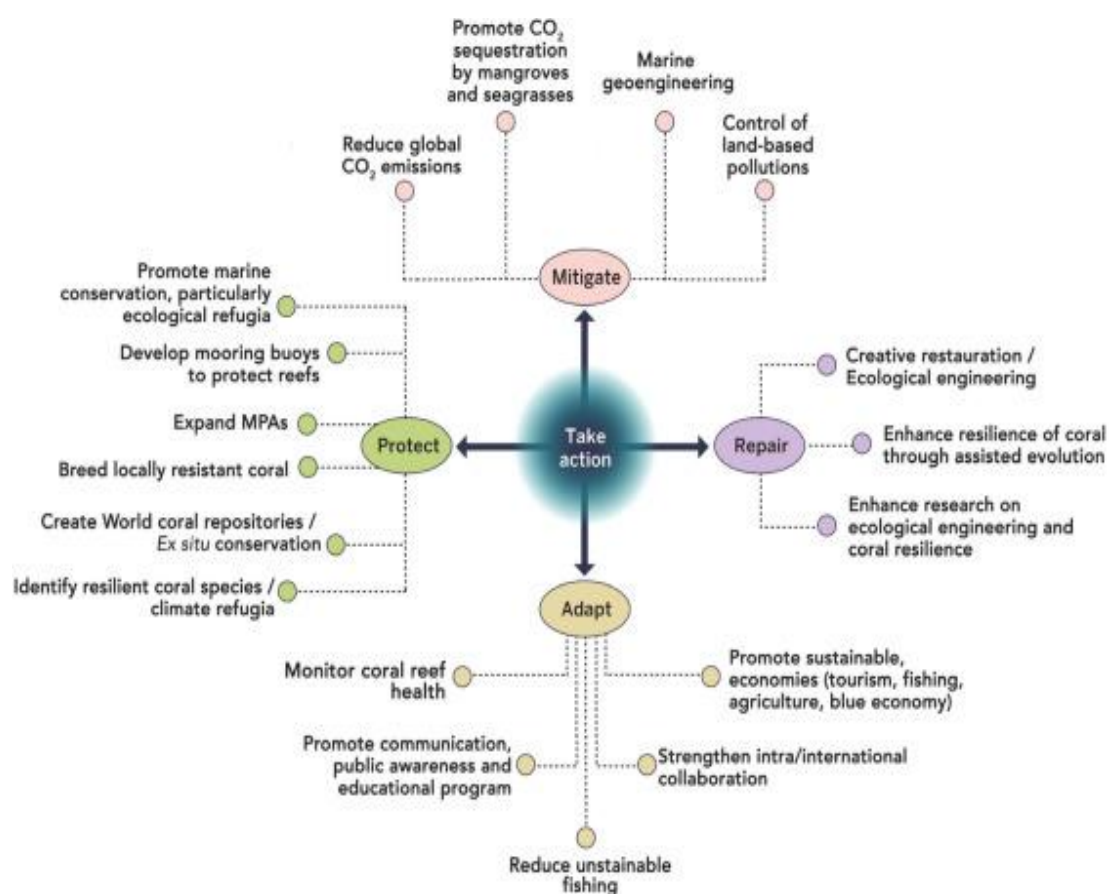 Promote CO₂
sequestration
by mangroves
and seagrasses
Marine
geoengineering
Reduce global
CO₂ emissions
Control of
land-based
pollutions
Mitigate
Promote marine
conservation, particularly
ecological refugia
Develop mooring buoys
to protect reefs
Expand MPAs
Breed locally resistant coral
Create World coral repositories /
Ex situ conservation
Identify resilient coral species /
climate refugia
Protect
Take
action
Repair
Creative restauration /
Ecological engineering
Enhance resilience of coral
through assisted evolution
Enhance research on
ecological engineering and
coral resilience
Adapt
Monitor coral reef
health
Promote sustainable,
economies (tourism, fishing,
agriculture, blue economy)
Promote communication,
public awareness and
educational program
Strengthen intra/international
collaboration
Reduce unstainable
fishing